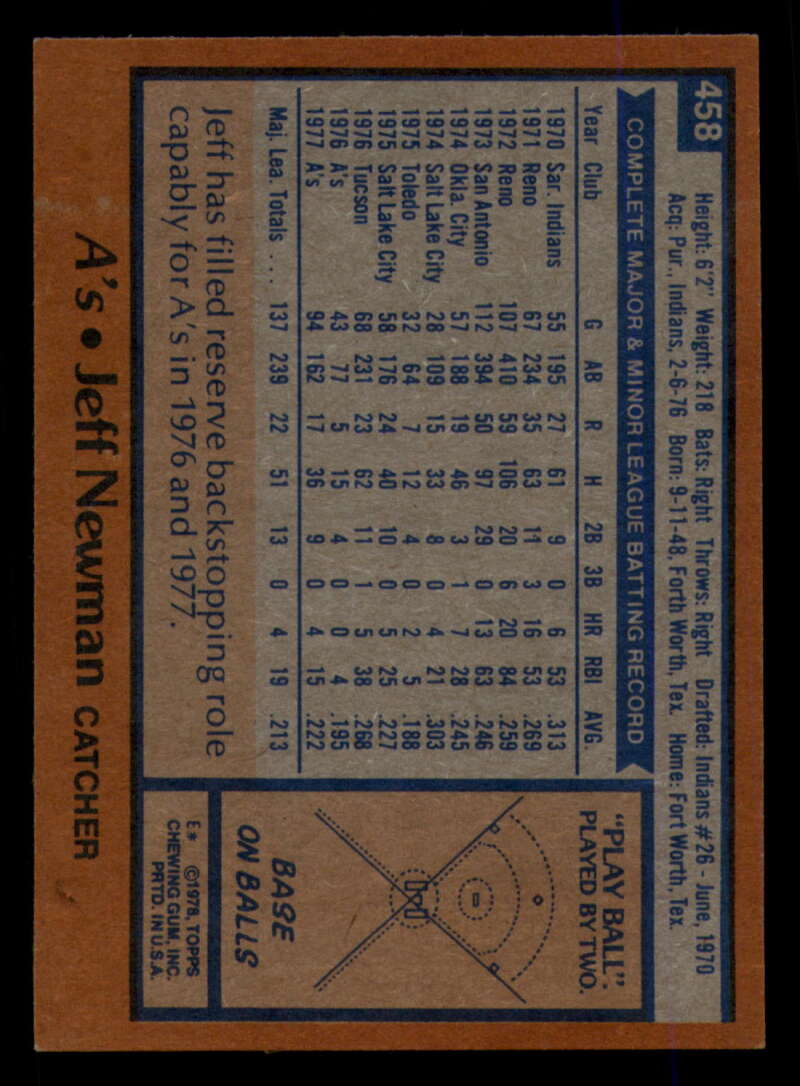 458
Height: 6'2" Weight: 218 Bats: Right Throws: Right Drafted: Indians #26 - June, 1970
Acq: Pur., Indians, 2-6-76 Born: 9-11-48, Forth Worth, Tex. Home: Fort Worth, Tex.
COMPLETE MAJOR & MINOR LEAGUE BATTING RECORD
Year Club G AB R H 2B 3B HR RBI AVG.
1970 Sar. Indians 55 195 27 61 9 0 6 53 .313
1971 Reno 67 234 35 63 11 3 16 53 .269
1972 Reno 107 410 59 106 20 6 20 84 .259
1973 San Antonio 112 394 50 97 29 0 13 63 .246
1974 Okla. City 57 188 19 46 3 1 7 28 .245
1974 Salt Lake City 28 109 15 33 8 0 4 21 .303
1975 Toledo 32 64 7 12 4 0 2 5 .188
1975 Salt Lake City 58 176 24 40 10 0 5 25 .227
1976 Tucson 68 231 23 62 11 1 5 38 .268
1976 A's 43 77 5 15 4 0 0 4 .195
1977 A's 94 162 17 36 9 0 4 15 .222
Maj. Lea. Totals ... 137 239 22 51 13 0 4 19 .213
Jeff has filled reserve backstopping role
capably for A's in 1976 and 1977.
"PLAY BALL":
PLAYED BY TWO.
BASE
ON BALLS
E* ©1978, TOPPS
CHEWING GUM, INC.
PRTD. IN U.S.A.
A's • Jeff Newman CATCHER